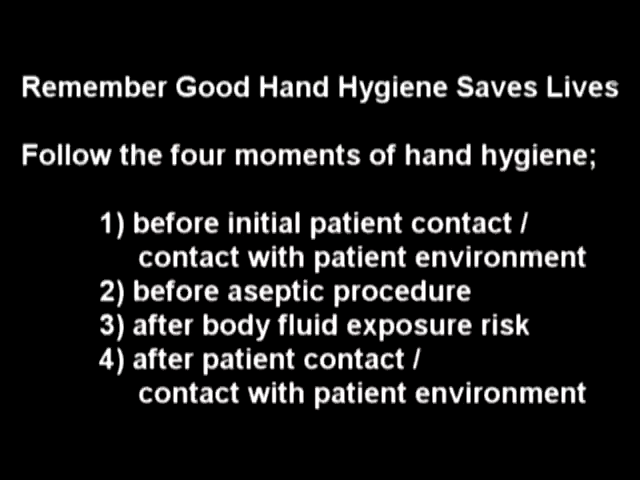 Remember Good Hand Hygiene Saves Lives
Follow the four moments of hand hygiene;
1) before initial patient contact /
contact with patient environment
2) before aseptic procedure
3) after body fluid exposure risk
4) after patient contact /
contact with patient environment